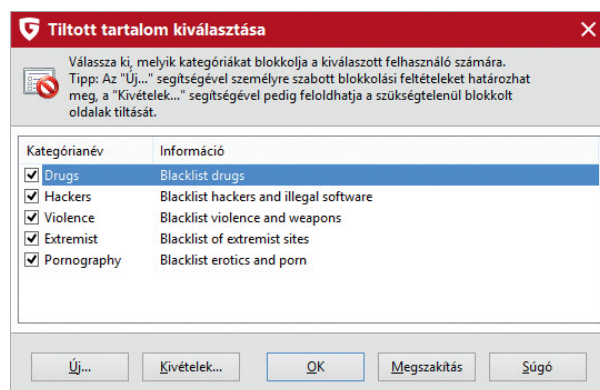 Tiltott tartalom kiválasztása
Válassza ki, melyik kategóriákat blokkolja a kiválaszott felhasználó számára.
Tipp: Az "Új..." segítségével személyre szabott blokkolási feltételeket határozhat
meg, a "Kivételek..." segítségével pedig feloldhatja a szükségtelenül blokkolt
oldalak tiltását.
Kategórianév Információ
Drugs Blacklist drugs
Hackers Blacklist hackers and illegal software
Violence Blacklist violence and weapons
Extremist Blacklist of extremist sites
Pornography Blacklist erotics and porn
Új... Kivételek... OK Megszakítás Súgó